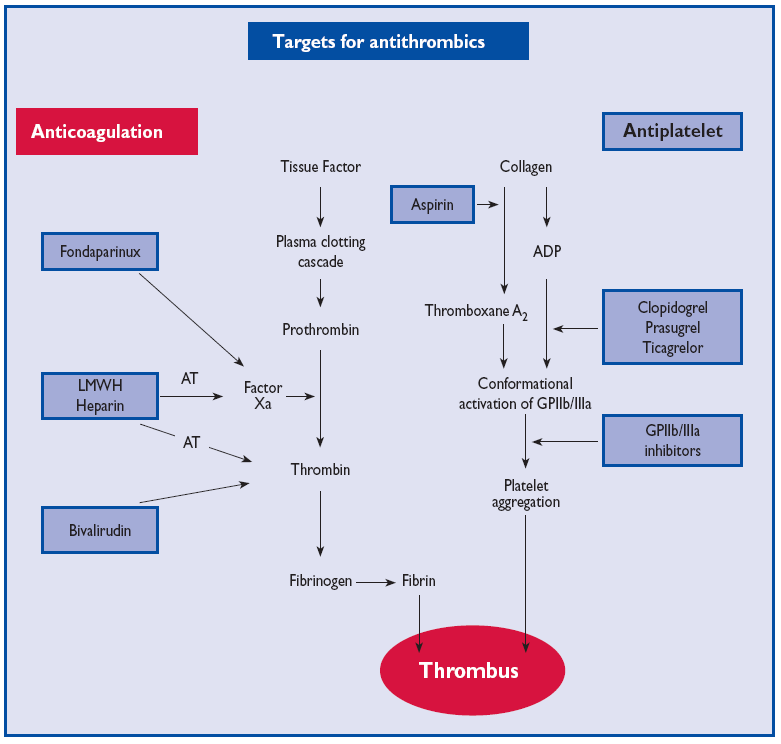 Targets for antithrombics
Anticoagulation
Antiplatelet
Tissue Factor
Collagen
Aspirin
Plasma clotting
cascade
ADP
Fondaparinux
Thromboxane A2
Clopidogrel
Prasugrel
Ticagrelor
Prothrombin
LMWH
Heparin
AT
Factor
Xa
Conformational
activation of GPIIb/IIIa
AT
GPIIb/IIIa
inhibitors
Thrombin
Platelet
aggregation
Bivalirudin
Fibrinogen
Fibrin
Thrombus